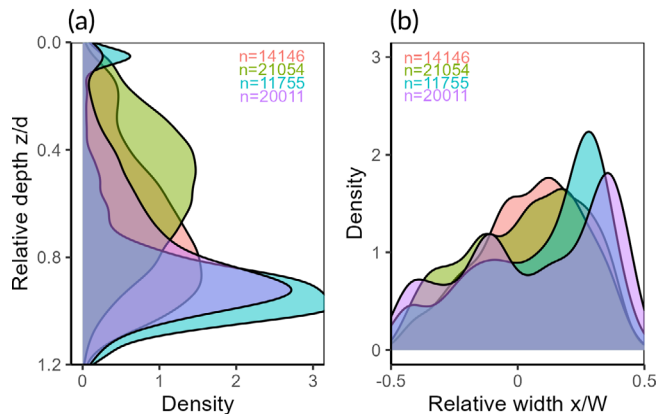 (a)
n=14146
n=21054
n=11755
n=20011
Relative depth z/d
0.0
0.4
0.8
1.2
0
1
2
3
Density
(b)
n=14146
n=21054
n=11755
n=20011
Density
3
2
1
0
-0.5
0
0.5
Relative width x/W